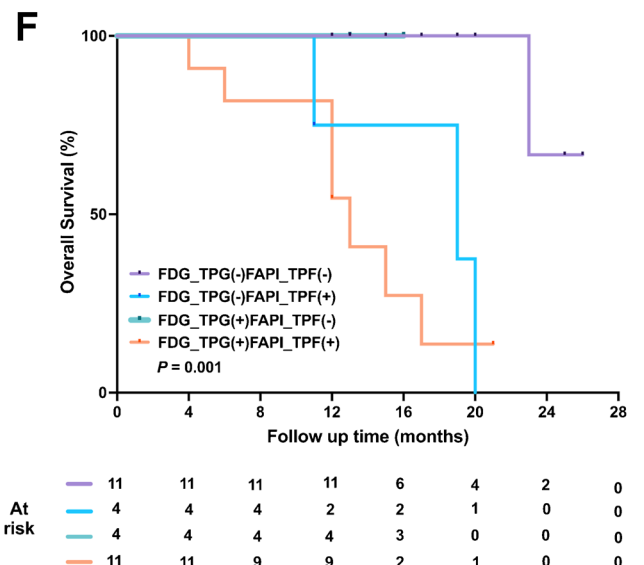 F
100
50
0
Overall Survival (%)
FDG_TPG(-)FAPI_TPF(-)
FDG_TPG(-)FAPI_TPF(+)
FDG_TPG(+)FAPI_TPF(-)
FDG_TPG(+)FAPI_TPF(+)
P = 0.001
0 4 8 12 16 20 24 28
Follow up time (months)
At risk
11 11 11 11 6 4 2 0
4 4 4 2 2 1 0 0
4 4 4 4 3 0 0 0
11 11 9 9 2 1 0 0